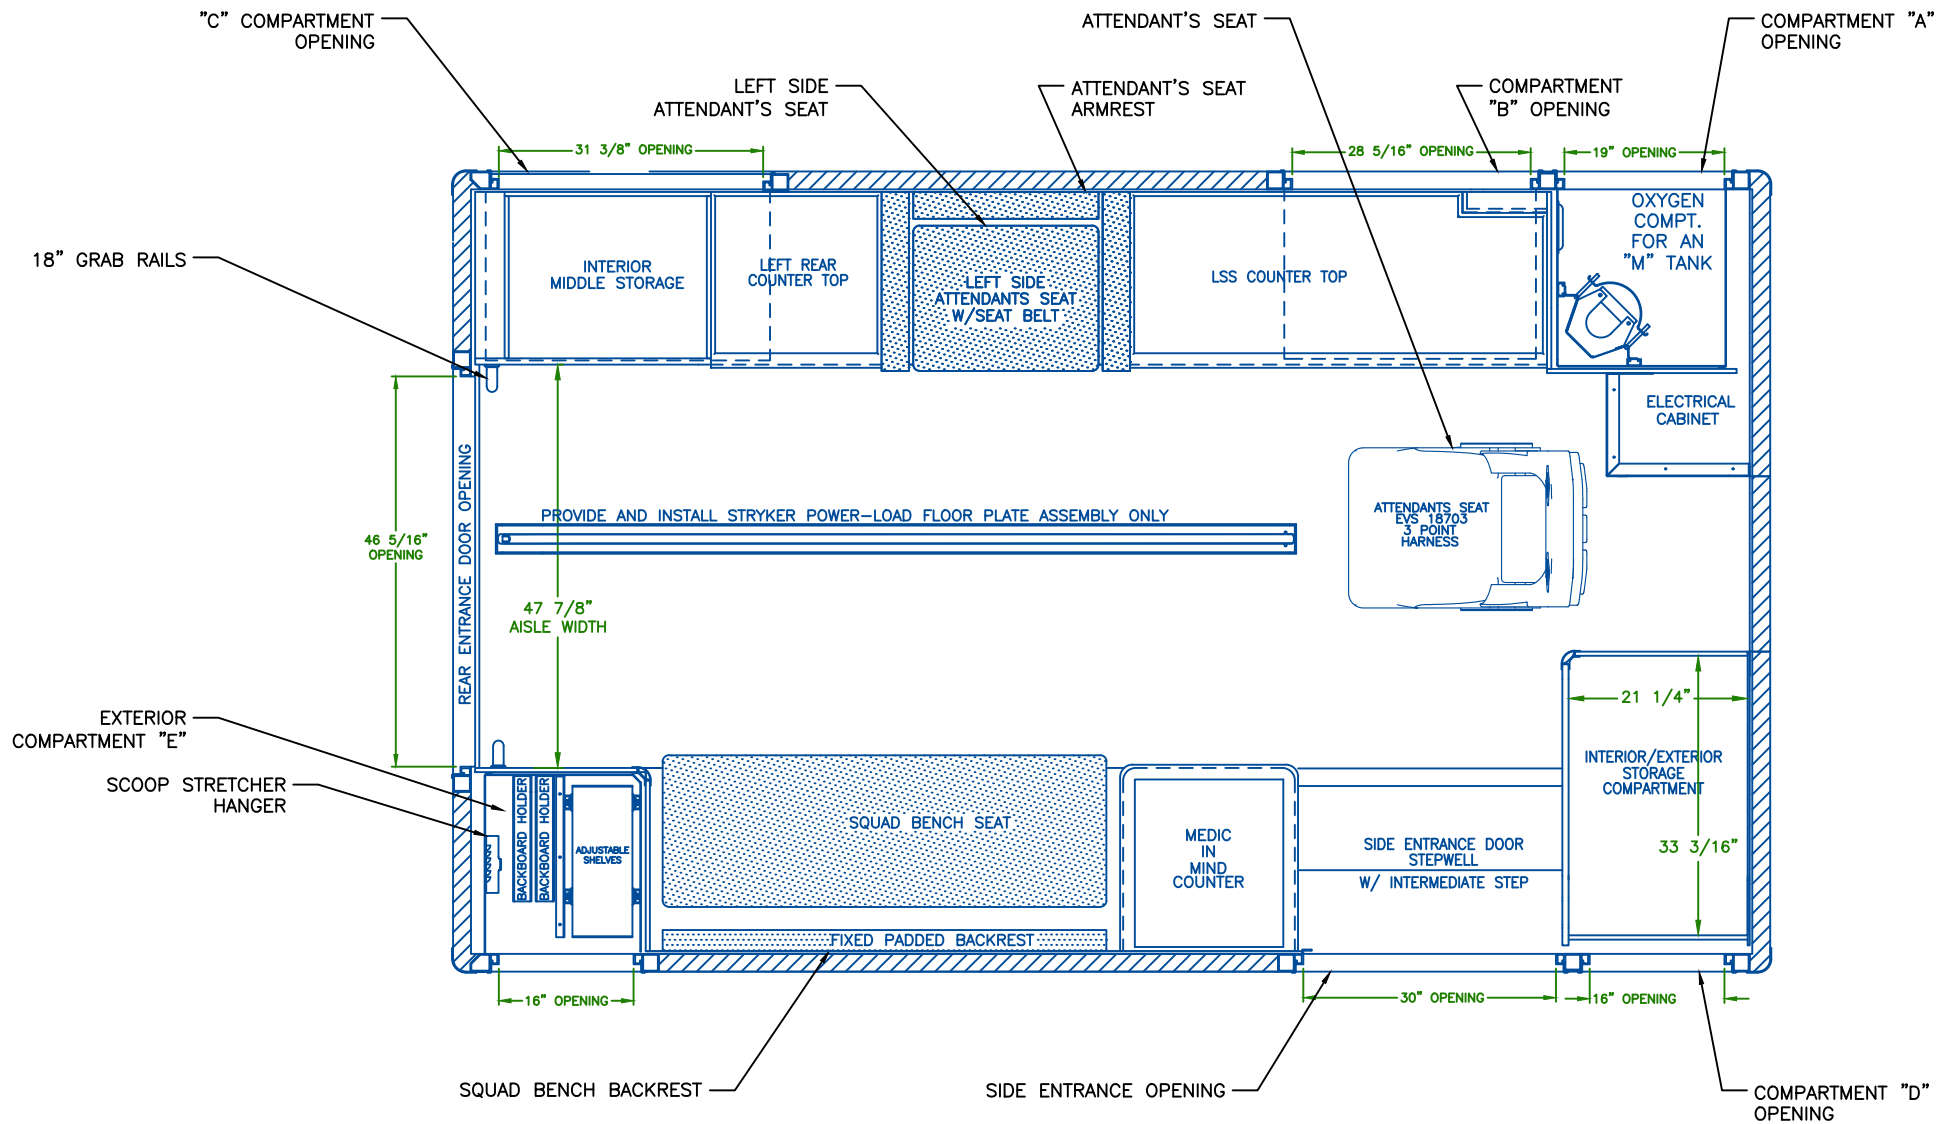 "C" COMPARTMENT
OPENING
ATTENDANT'S SEAT
COMPARTMENT "A"
OPENING
LEFT SIDE
ATTENDANT'S SEAT
ATTENDANT'S SEAT
ARMREST
COMPARTMENT
"B" OPENING
31 3/8" OPENING
28 5/16" OPENING
19" OPENING
OXYGEN
COMPT.
FOR AN
"M" TANK
18" GRAB RAILS
INTERIOR
MIDDLE STORAGE
LEFT REAR
COUNTER TOP
LEFT SIDE
ATTENDANTS SEAT
W/SEAT BELT
LSS COUNTER TOP
ELECTRICAL
CABINET
REAR ENTRANCE DOOR OPENING
46 5/16"
OPENING
PROVIDE AND INSTALL STRYKER POWER-LOAD FLOOR PLATE ASSEMBLY ONLY
ATTENDANTS SEAT
EVS 18703
3 POINT
HARNESS
47 7/8"
AISLE WIDTH
21 1/4"
EXTERIOR
COMPARTMENT "E"
SCOOP STRETCHER
HANGER
BACKBOARD HOLDER
BACKBOARD HOLDER
ADJUSTABLE
SHELVES
SQUAD BENCH SEAT
MEDIC
IN
MIND
COUNTER
SIDE ENTRANCE DOOR
STEPWELL
W/ INTERMEDIATE STEP
INTERIOR/EXTERIOR
STORAGE
COMPARTMENT
33 3/16"
FIXED PADDED BACKREST
16" OPENING
30" OPENING
16" OPENING
SQUAD BENCH BACKREST
SIDE ENTRANCE OPENING
COMPARTMENT "D"
OPENING